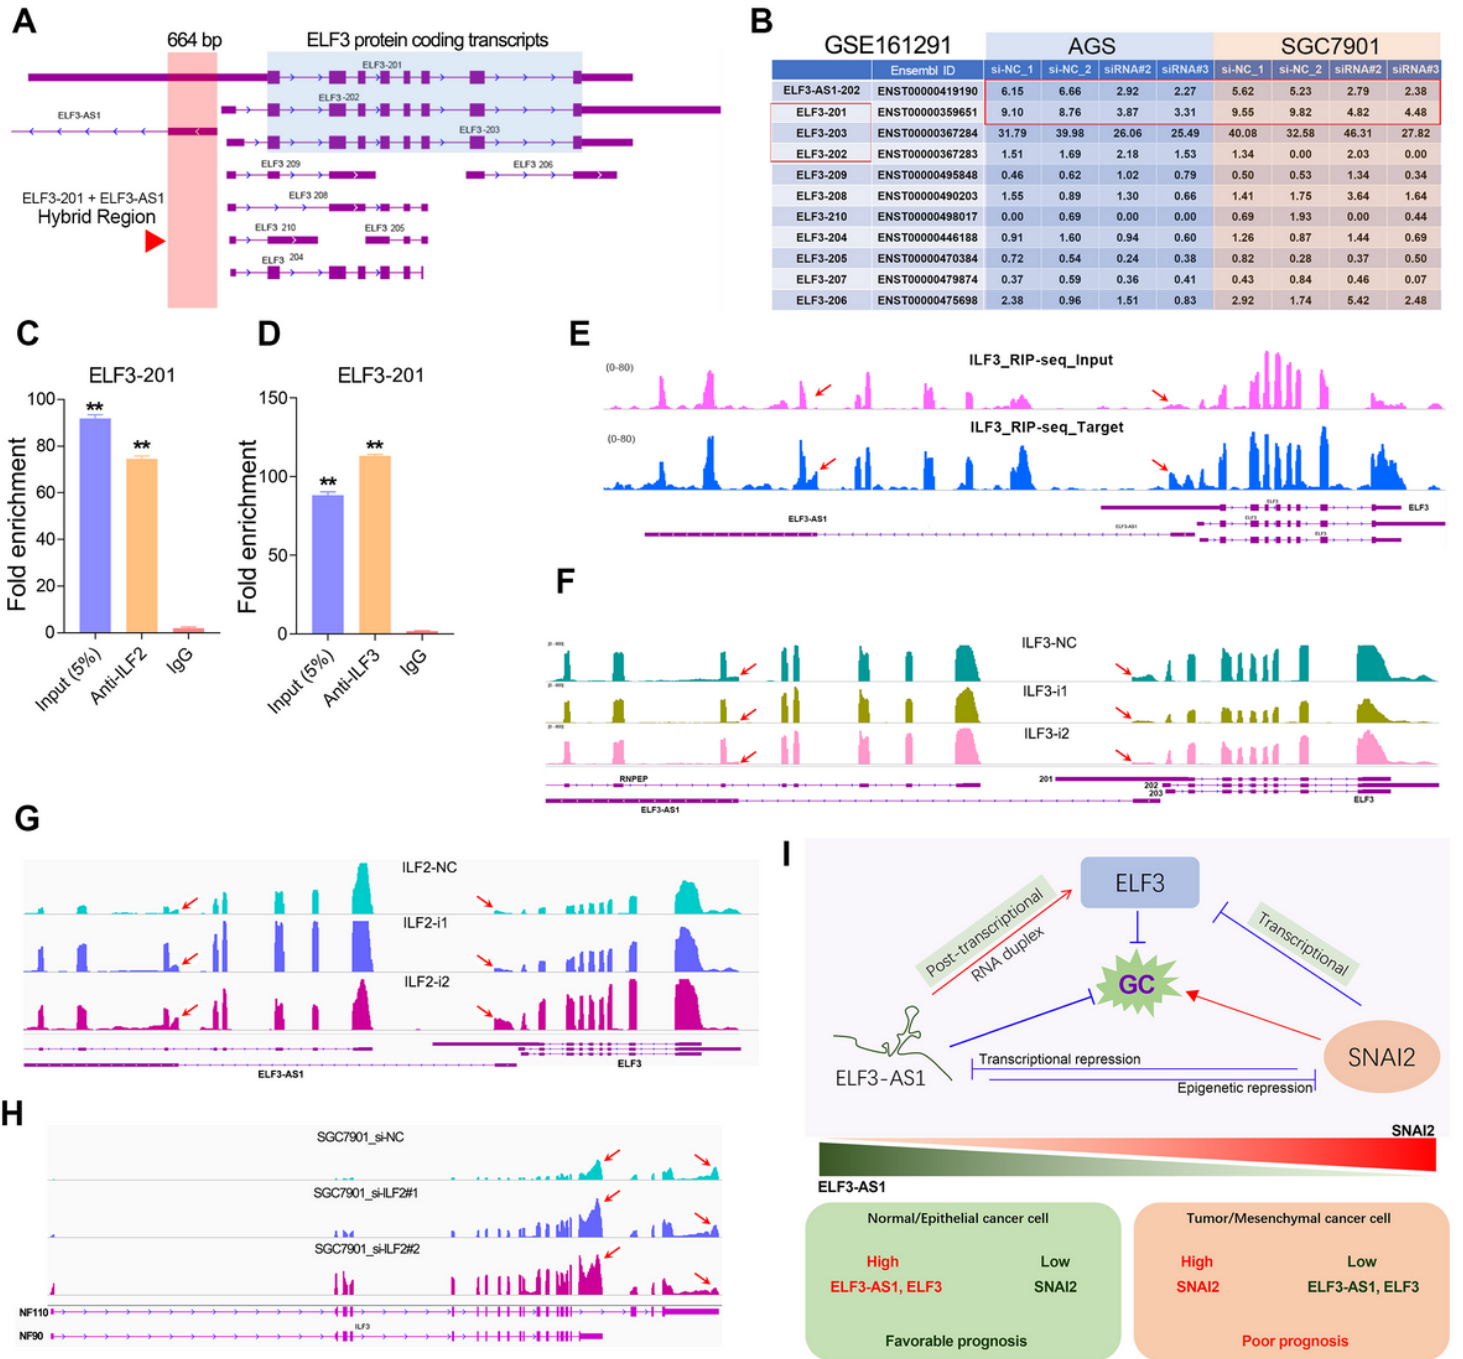 A
664 bp
ELF3 protein coding transcripts
ELF3-201
ELF3-202
ELF3-AS1
ELF3-203
ELF3 209
ELF3 206
ELF3 208
ELF3-201 + ELF3-AS1
Hybrid Region
ELF3 210
ELF3 205
ELF3 204
B
GSE161291 AGS SGC7901
Ensembl ID si-NC_1 si-NC_2 siRNA#2 siRNA#3 si-NC_1 si-NC_2 siRNA#2 siRNA#3
ELF3-AS1-202 ENST00000419190 6.15 6.66 2.92 2.27 5.62 5.23 2.79 2.38
ELF3-201 ENST00000359651 9.10 8.76 3.87 3.31 9.55 9.82 4.82 4.48
ELF3-203 ENST00000367284 31.79 39.98 26.06 25.49 40.08 32.58 46.31 27.82
ELF3-202 ENST00000367283 1.51 1.69 2.18 1.53 1.34 0.00 2.03 0.00
ELF3-209 ENST00000495848 0.46 0.62 1.02 0.79 0.50 0.53 1.34 0.34
ELF3-208 ENST00000490203 1.55 0.89 1.30 0.66 1.41 1.75 3.64 1.64
ELF3-210 ENST00000498017 0.00 0.69 0.00 0.00 0.69 1.93 0.00 0.44
ELF3-204 ENST00000446188 0.91 1.60 0.94 0.60 1.26 0.87 1.44 0.69
ELF3-205 ENST00000470384 0.72 0.54 0.24 0.38 0.82 0.28 0.37 0.50
ELF3-207 ENST00000479874 0.37 0.59 0.36 0.41 0.43 0.84 0.46 0.07
ELF3-206 ENST00000475698 2.38 0.96 1.51 0.83 2.92 1.74 5.42 2.48
C
ELF3-201
Fold enrichment
100
80
60
40
20
0
**
**
Input (5%)
Anti-ILF2
IgG
D
ELF3-201
Fold enrichment
150
100
50
0
**
**
Input (5%)
Anti-ILF3
IgG
E
(0-80)
ILF3_RIP-seq_Input
(0-80)
ILF3_RIP-seq_Target
ELF3
ELF3
ELF3-AS1
ELF3
ELF3-AS1
ELF3
F
ILF3-NC
ILF3-i1
ILF3-i2
RNPEP
201
202
203
ELF3
ELF3-AS1
G
ILF2-NC
ILF2-i1
ILF2-i2
ELF3-AS1
ELF3
H
SGC7901_si-NC
SGC7901_si-ILF2#1
SGC7901_si-ILF2#2
NF110
ILF3
NF90
I
ELF3
Post-transcriptional
RNA duplex
Transcriptional
GC
ELF3-AS1
Transcriptional repression
Epigenetic repression
SNAI2
SNAI2
ELF3-AS1
Normal/Epithelial cancer cell
High Low
ELF3-AS1, ELF3 SNAI2
Favorable prognosis
Tumor/Mesenchymal cancer cell
High Low
SNAI2 ELF3-AS1, ELF3
Poor prognosis